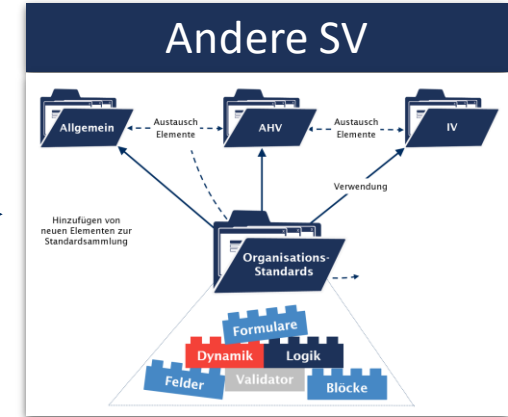 Andere SV
Allgemein
Austausch
Elemente
AHV
Austausch
Elemente
IV
Verwendung
Hinzufügen von
neuen Elementen zur
Standardsammlung
Organisations-
Standards
Formulare
Dynamik
Logik
Felder
Validator
Blöcke